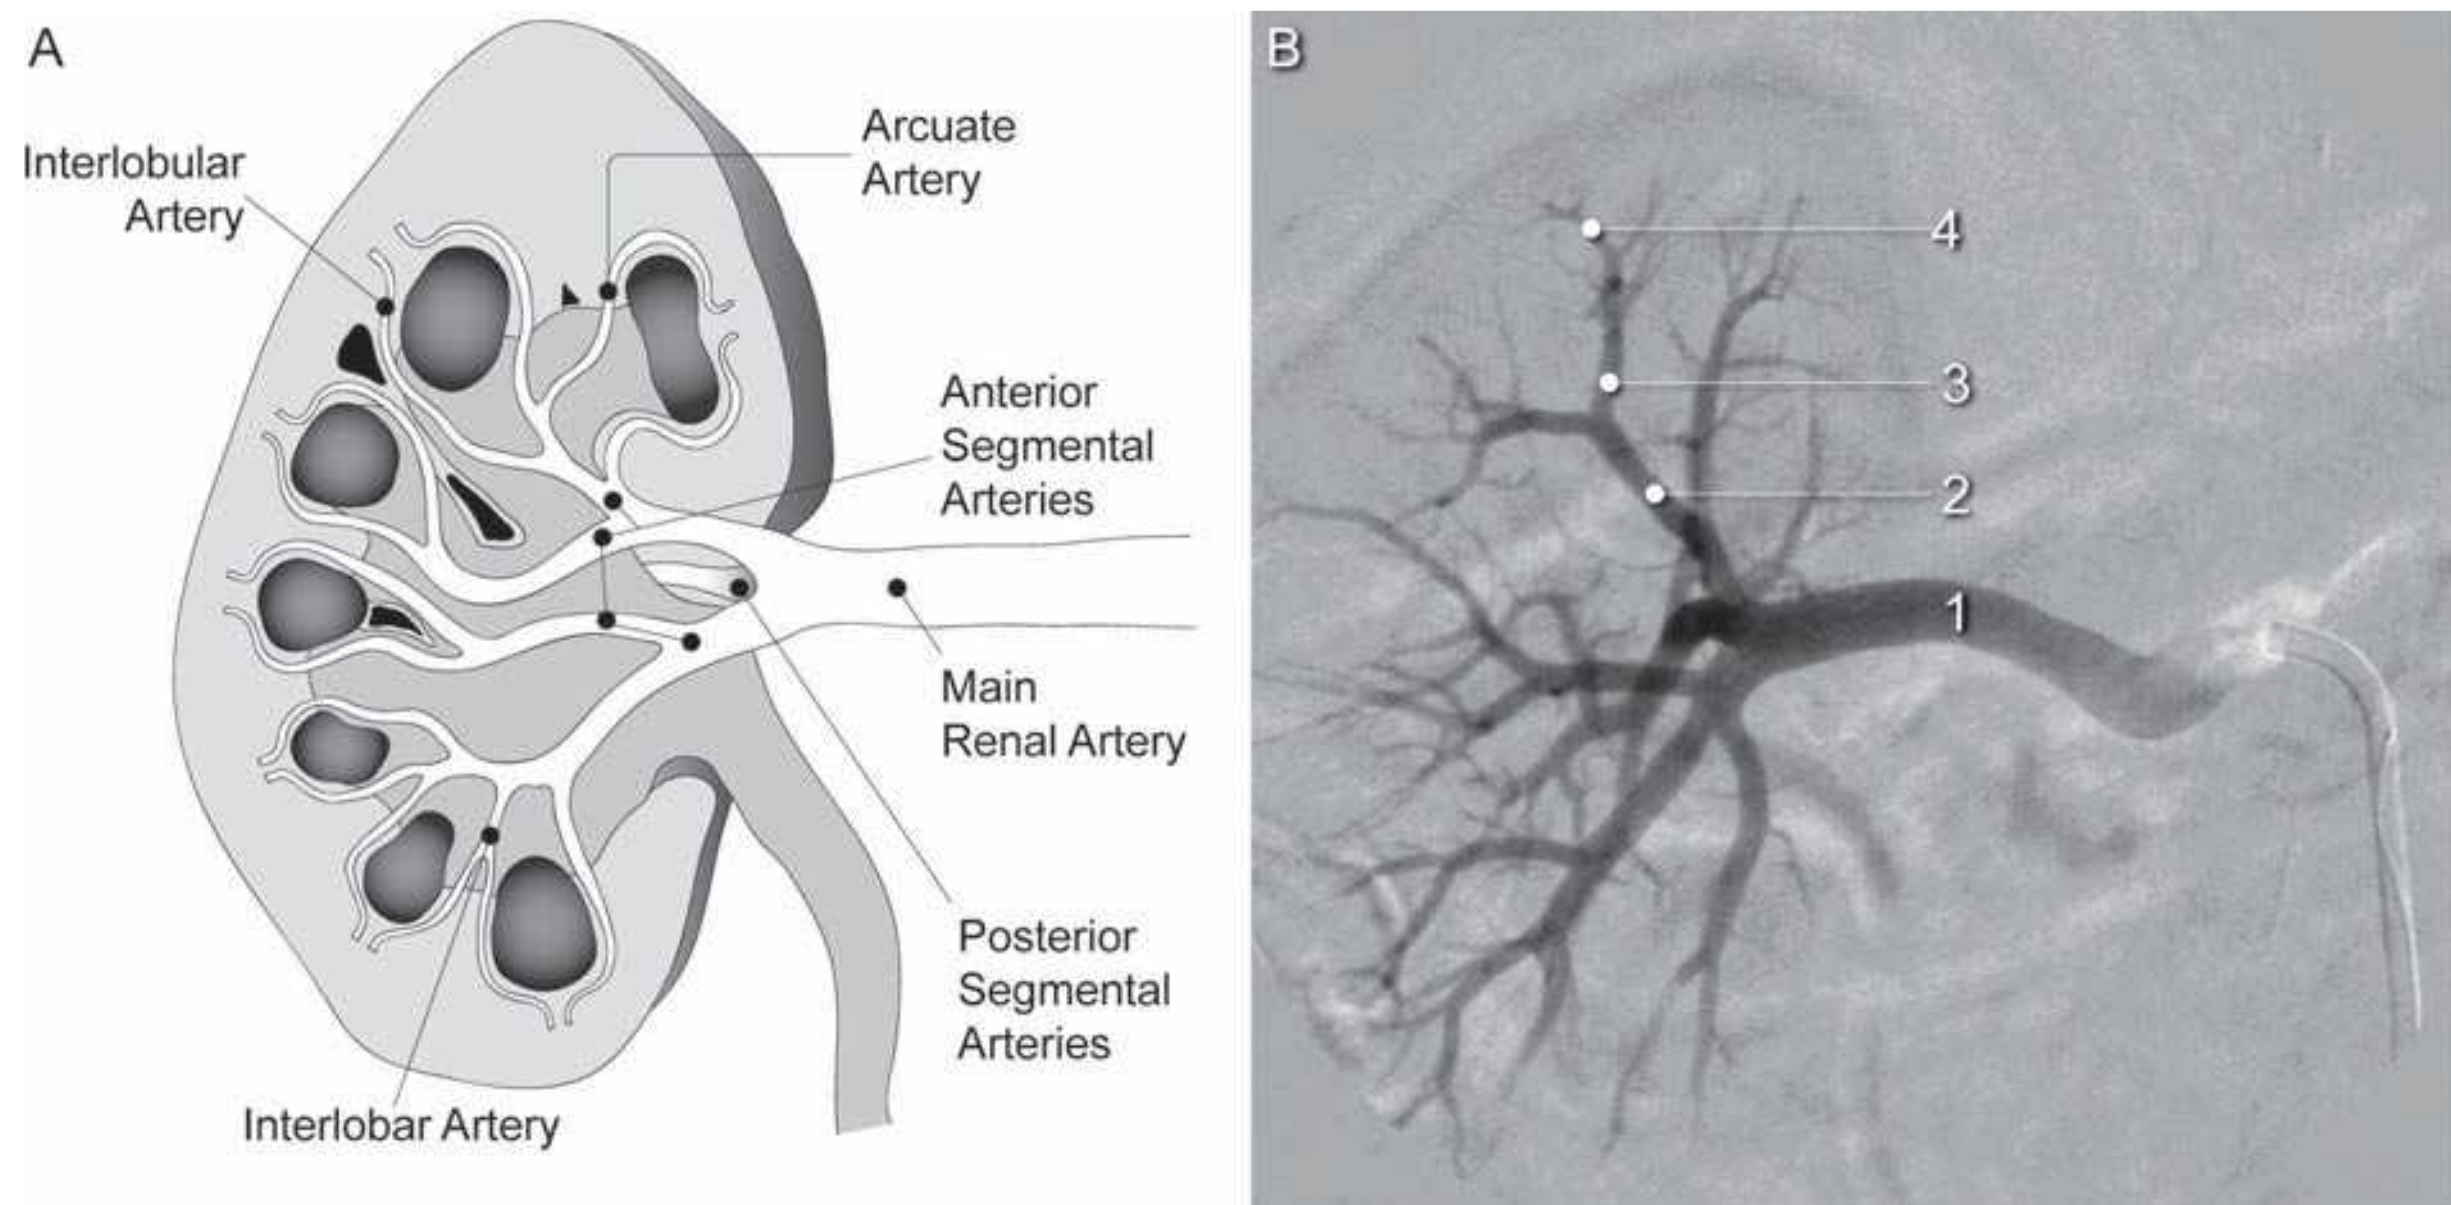 A
Interlobular
Artery
Arcuate
Artery
Anterior
Segmental
Arteries
Main
Renal Artery
Posterior
Segmental
Arteries
Interlobar Artery
B
4
3
2
1